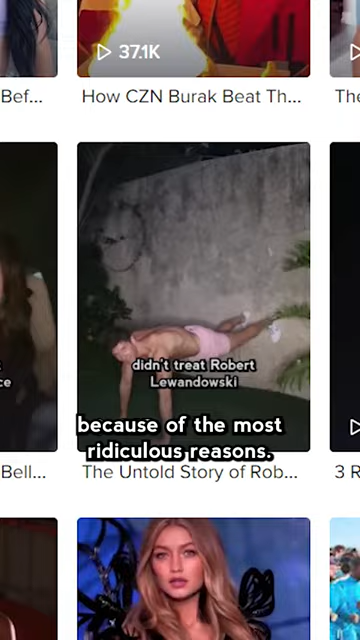 37.1K
Bef...
How CZN Burak Beat Th...
The
didn't treat Robert
Lewandowski
ce
because of the most
ridiculous reasons.
Bell...
The Untold Story of Rob...
3 R